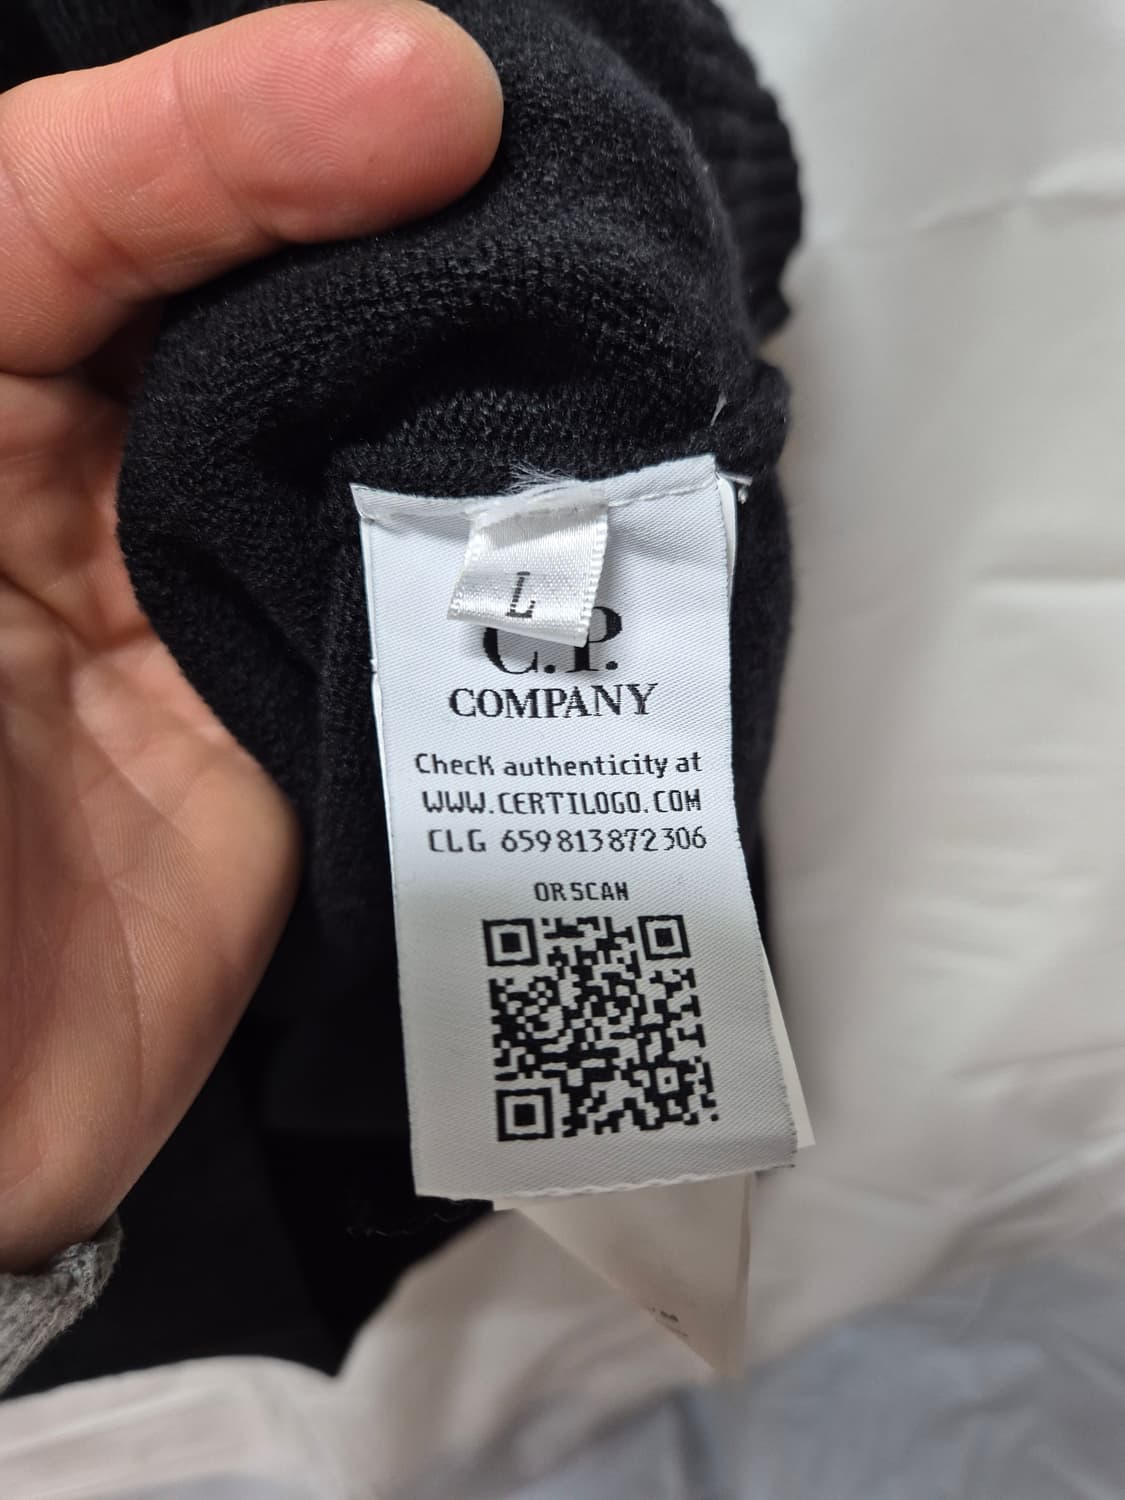 L
C.P.
COMPANY
Check authenticity at
WWW.CERTILOGO.COM
CLG 659813872306
OR SCAN